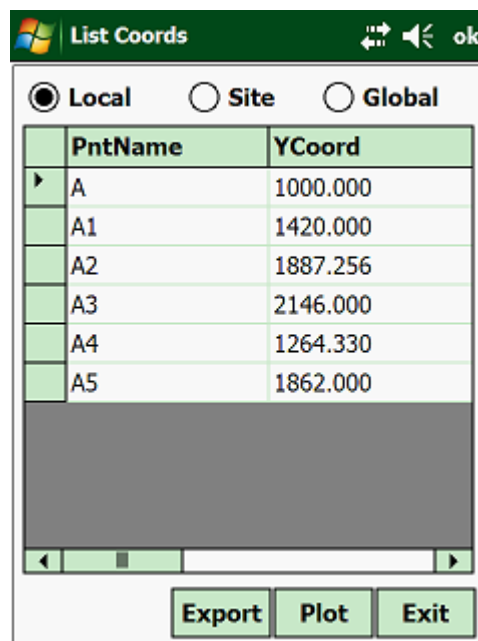 List Coords ok
Local Site Global
PntName YCoord
A 1000.000
A1 1420.000
A2 1887.256
A3 2146.000
A4 1264.330
A5 1862.000
Export Plot Exit